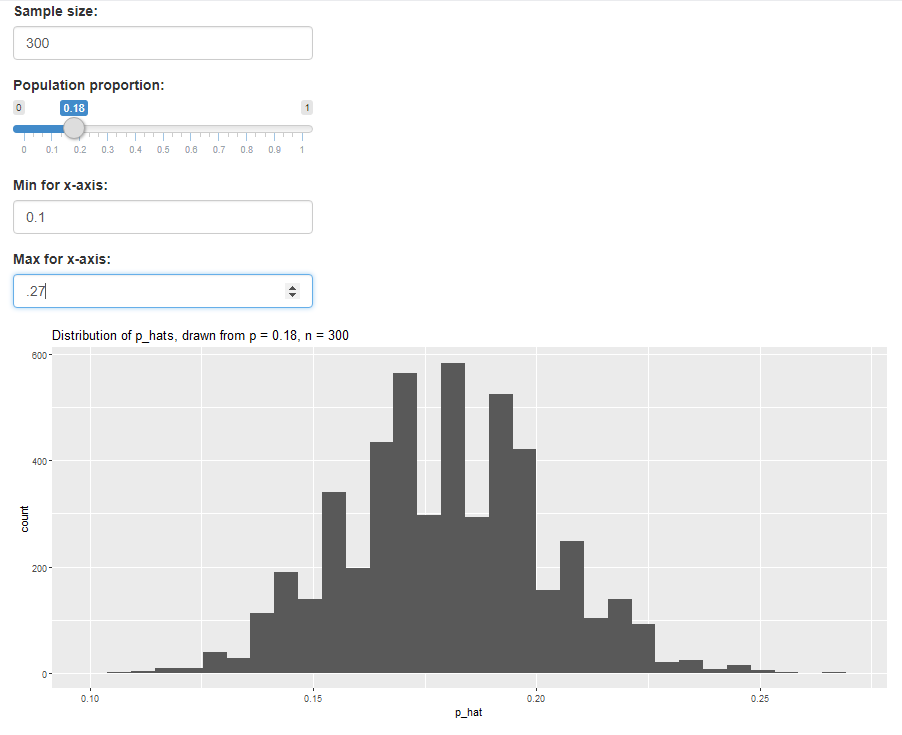 Sample size:
300
Population proportion:
0 0.18 1
0 0.1 0.2 0.3 0.4 0.5 0.6 0.7 0.8 0.9 1
Min for x-axis:
0.1
Max for x-axis:
.27
Distribution of p_hats, drawn from p = 0.18, n = 300
600
400
200
0
count
0.10 0.15 0.20 0.25
p_hat